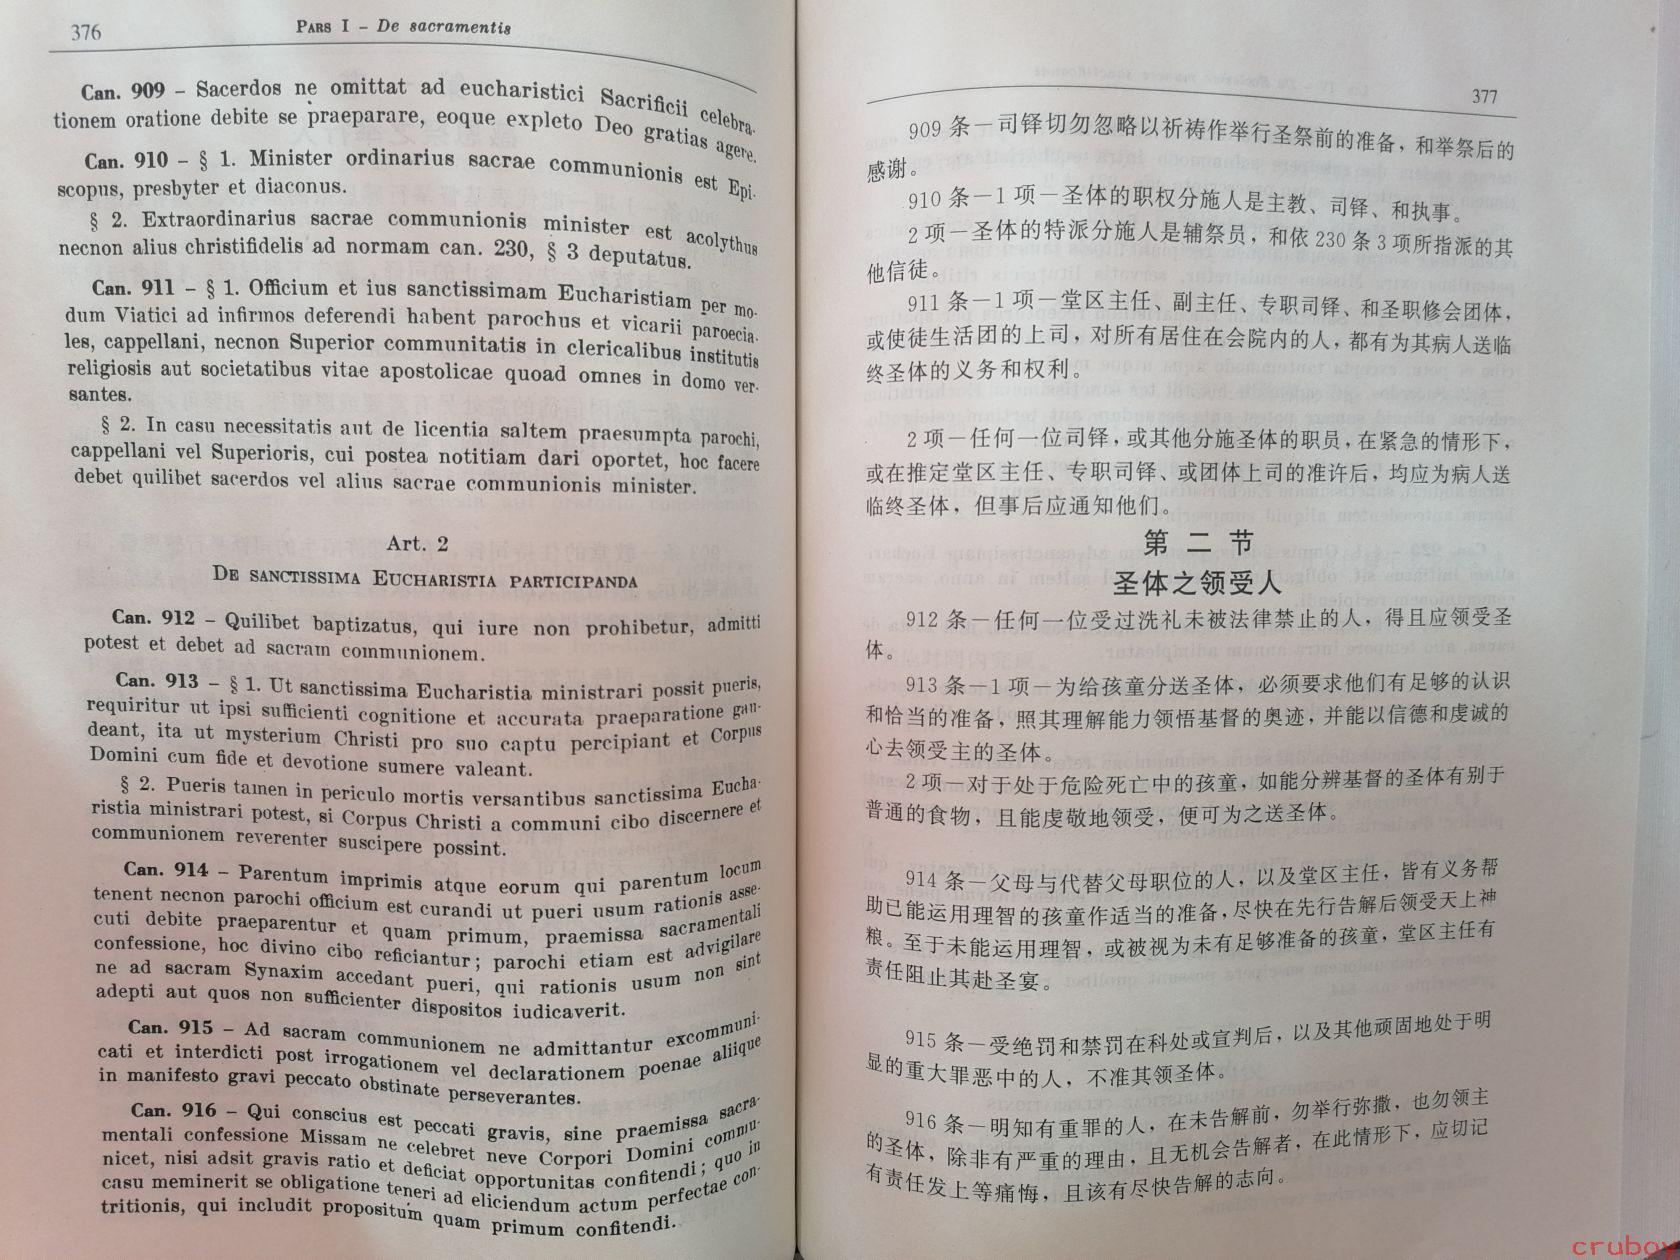 376
PARS I – De sacramentis
Can. 909 – Sacerdos ne omittat ad eucharistici Sacrificii celebra-
tionem oratione debite se praeparare, eoque expleto Deo gratias agere.
Can. 910 – § 1. Minister ordinarius sacrae communionis est Epi-
scopus, presbyter et diaconus.
§ 2. Extraordinarius sacrae communionis minister est acolythus
necnon alius christifidelis ad normam can. 230, § 3 deputatus.
Can. 911 – § 1. Officium et ius sanctissimam Eucharistiam per mo-
dum Viatici ad infirmos deferendi habent parochus et vicarii paroecia-
les, cappellani, necnon Superior communitatis in clericalibus institutis
religiosis aut societatibus vitae apostolicae quoad omnes in domo ver-
santes.
§ 2. In casu necessitatis aut de licentia saltem praesumpta parochi,
cappellani vel Superioris, cui postea notitiam dari oportet, hoc facere
debet quilibet sacerdos vel alius sacrae communionis minister.
Art. 2
DE SANCTISSIMA EUCHARISTIA PARTICIPANDA
Can. 912 – Quilibet baptizatus, qui iure non prohibetur, admitti
potest et debet ad sacram communionem.
Can. 913 – § 1. Ut sanctissima Eucharistia ministrari possit pueris,
requiritur ut ipsi sufficienti cognitione et accurata praeparatione gau-
deant, ita ut mysterium Christi pro suo captu percipiant et Corpus
Domini cum fide et devotione sumere valeant.
§ 2. Pueris tamen in periculo mortis versantibus sanctissima Eucha-
ristia ministrari potest, si Corpus Christi a communi cibo discernere et
communionem reverenter suscipere possint.
Can. 914 – Parentum imprimis atque eorum qui parentum locum
tenent necnon parochi officium est curandi ut pueri usum rationis asse-
cuti debite praeparentur et quam primum, praemissa sacramentali
confessione, hoc divino cibo reficiantur; parochi etiam est advigilare
ne ad sacram Synaxim accedant pueri, qui rationis usum non sint
adepti aut quos non sufficienter dispositos iudicaverit.
Can. 915 – Ad sacram communionem ne admittantur excommuni-
cati et interdicti post irrogationem vel declarationem poenae aliique
in manifesto gravi peccato obstinate perseverantes.
Can. 916 – Qui conscius est peccati gravis, sine praemissa sacra-
mentali confessione Missam ne celebret neve Corpori Domini commu-
nicet, nisi adsit gravis ratio et deficiat opportunitas confitendi; quo in
casu meminerit se obligatione teneri ad eliciendum actum perfectae con-
tritionis, qui includit propositum quam primum confitendi.
377
909 条－司铎切勿忽略以祈祷作举行圣祭前的准备，和举祭后的
感谢。
910 条－1 项－圣体的职权分施人是主教、司铎、和执事。
2 项－圣体的特派分施人是辅祭员，和依 230 条 3 项所指派的其
他信徒。
911 条－1 项－堂区主任、副主任、专职司铎、和圣职修会团体，
或使徒生活团的上司，对所有居住在会院内的人，都有为其病人送临
终圣体的义务和权利。
2 项－任何一位司铎，或其他分施圣体的职员，在紧急的情形下，
或在推定堂区主任、专职司铎、或团体上司的准许后，均应为病人送
临终圣体，但事后应通知他们。
第 二 节
圣体之领受人
912 条－任何一位受过洗礼未被法律禁止的人，得且应领受圣
体。
913 条－1 项－为给孩童分送圣体，必须要求他们有足够的认识
和恰当的准备，照其理解能力领悟基督的奥迹，并能以信德和虔诚的
心去领受主的圣体。
2 项－对于处于危险死亡中的孩童，如能分辨基督的圣体有别于
普通的食物，且能虔敬地领受，便可为之送圣体。
914 条－父母与代替父母职位的人，以及堂区主任，皆有义务帮
助已能运用理智的孩童作适当的准备，尽快在先行告解后领受天上神
粮。至于未能运用理智，或被视为未有足够准备的孩童，堂区主任有
责任阻止其赴圣宴。
915 条－受绝罚和禁罚在科处或宣判后，以及其他顽固地处于明
显的重大罪恶中的人，不准其领圣体。
916 条－明知有重罪的人，在未告解前，勿举行弥撒，也勿领主
的圣体，除非有严重的理由，且无机会告解者，在此情形下，应切记
有责任发上等痛悔，且该有尽快告解的志向。
cruboy